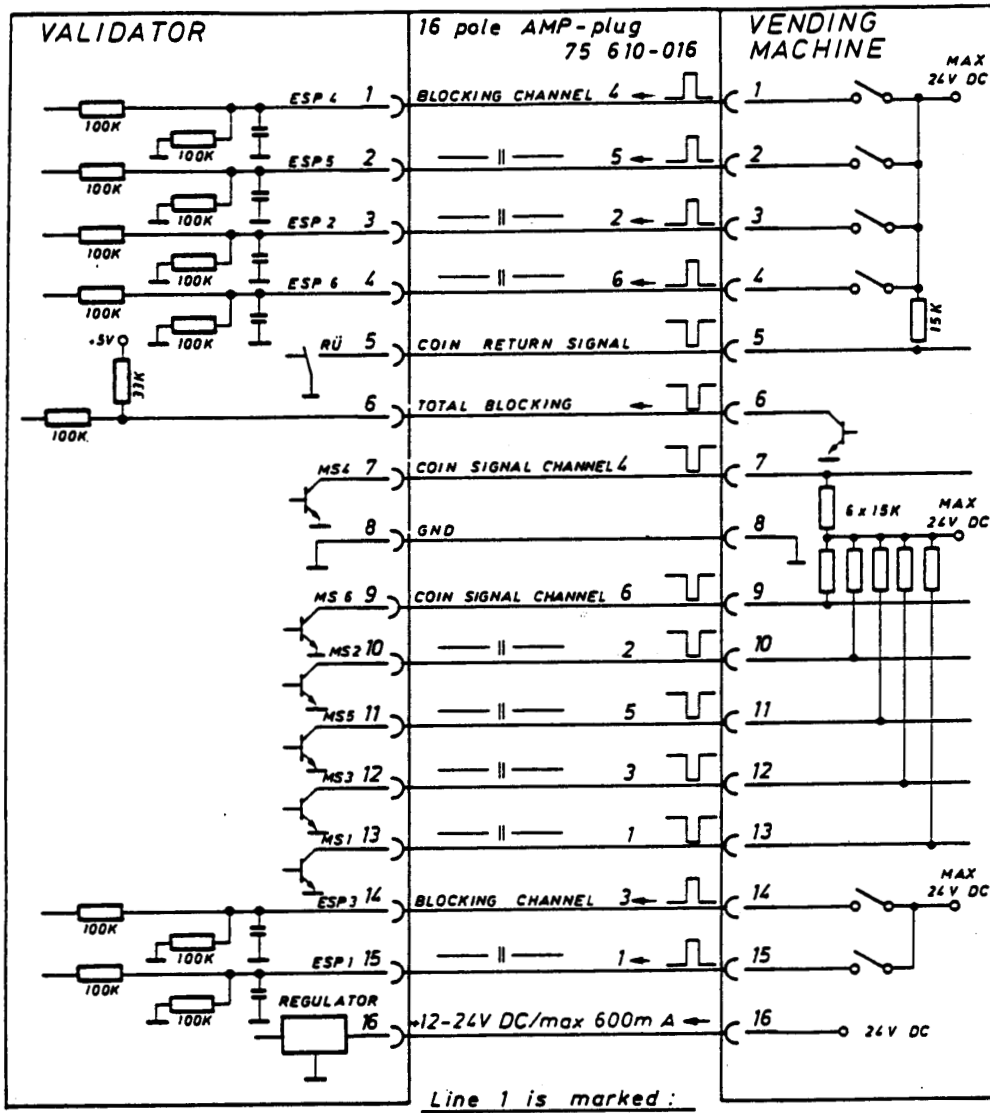 VALIDATOR
16 pole AMP-plug
75 610-016
VENDING
MACHINE
MAX
24V DC
ESP 4 1 BLOCKING CHANNEL 4 1
100K
100K
ESP5 2 — || — 5 2
100K
100K
ESP 2 3 — || — 2 3
100K
100K
ESP 6 4 — || — 6 4
100K
100K
15K
+5V
RÜ 5 COIN RETURN SIGNAL 5
33K
6 TOTAL BLOCKING 6
100K
MS4 7 COIN SIGNAL CHANNEL 4 7
6 x 15K
MAX
24V DC
8 GND 8
MS 6 9 COIN SIGNAL CHANNEL 6 9
MS2 10 — || — 2 10
MS5 11 — || — 5 11
MS3 12 — || — 3 12
MS1 13 — || — 1 13
MAX
24V DC
ESP3 14 BLOCKING CHANNEL 3 14
100K
100K
ESP1 15 — || — 1 15
100K
100K
REGULATOR
16 +12-24V DC/max 600m A 16 24V DC
Line 1 is marked :